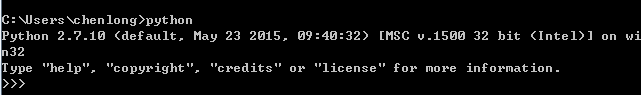 C:\Users\chenlong>python
Python 2.7.10 (default, May 23 2015, 09:40:32) [MSC v.1500 32 bit (Intel)] on wi
n32
Type "help", "copyright", "credits" or "license" for more information.
>>>